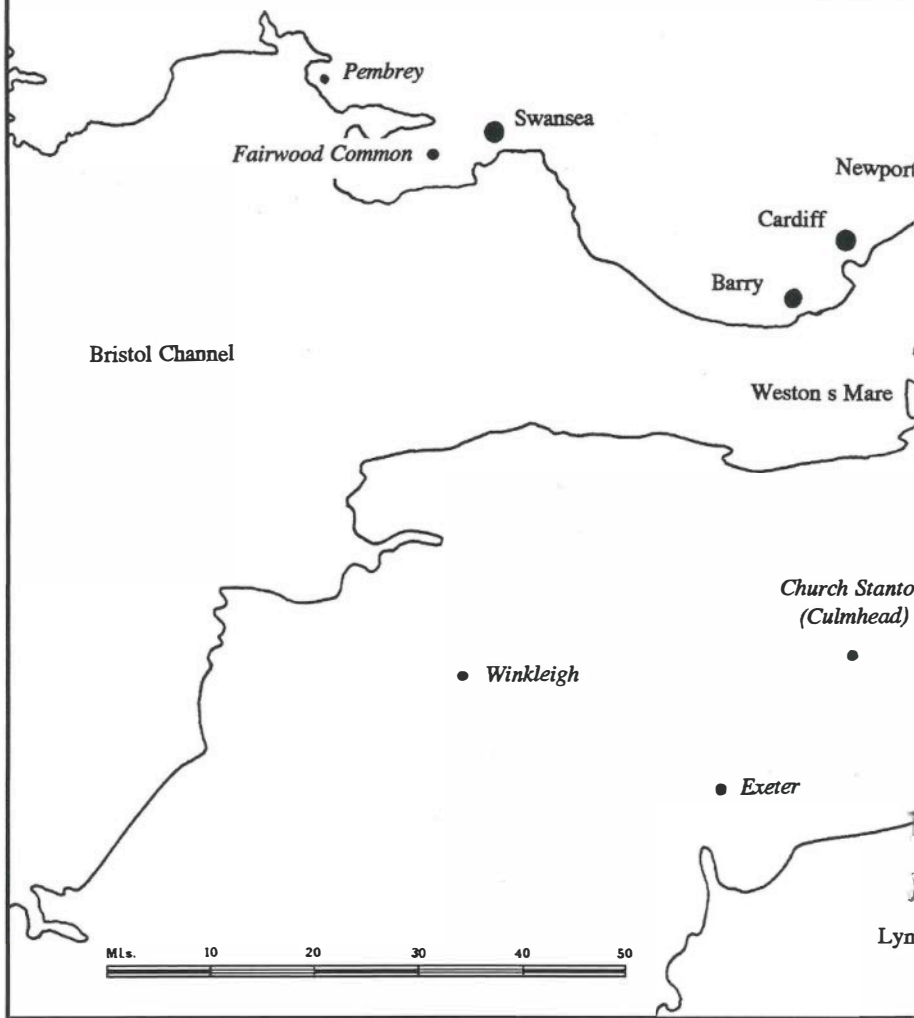 Pembrey
Swansea
Fairwood Common
Newport
Cardiff
Barry
Bristol Channel
Weston s Mare
Church Stanto
(Culmhead)
Winkleigh
Exeter
Lyn
Mls. 10 20 30 40 50